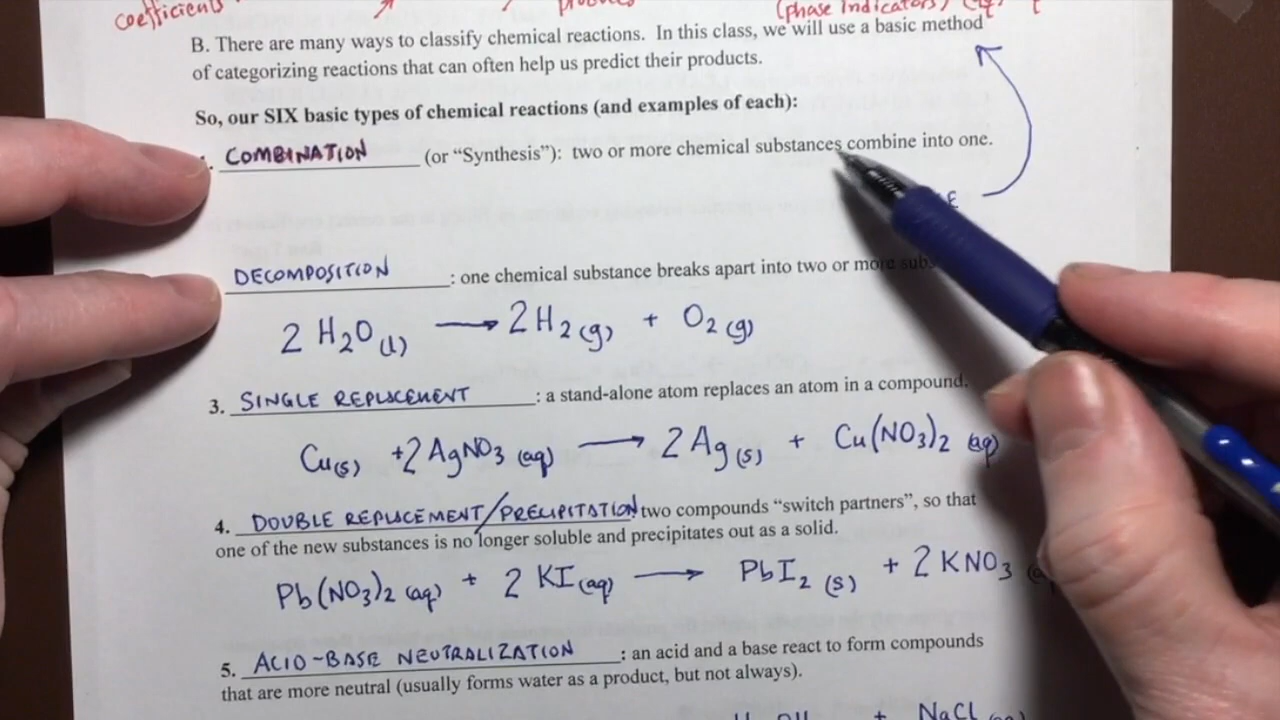 coefficients
(phase indicators)
B. There are many ways to classify chemical reactions. In this class, we will use a basic method
of categorizing reactions that can often help us predict their products.
So, our SIX basic types of chemical reactions (and examples of each):
COMBINATION (or “Synthesis”): two or more chemical substances combine into one.
DECOMPOSITION : one chemical substance breaks apart into two or more
2 H2O (l) → 2 H2 (g) + O2 (g)
3. SINGLE REPLACEMENT : a stand-alone atom replaces an atom in a compound.
Cu(s) + 2 AgNO3 (aq) → 2 Ag (s) + Cu(NO3)2 (aq)
4. DOUBLE REPLACEMENT/PRECIPITATION: two compounds “switch partners”, so that
one of the new substances is no longer soluble and precipitates out as a solid.
Pb(NO3)2 (aq) + 2 KI (aq) → PbI2 (s) + 2 KNO3
5. ACID-BASE NEUTRALIZATION : an acid and a base react to form compounds
that are more neutral (usually forms water as a product, but not always).
+ NaCl (aq)